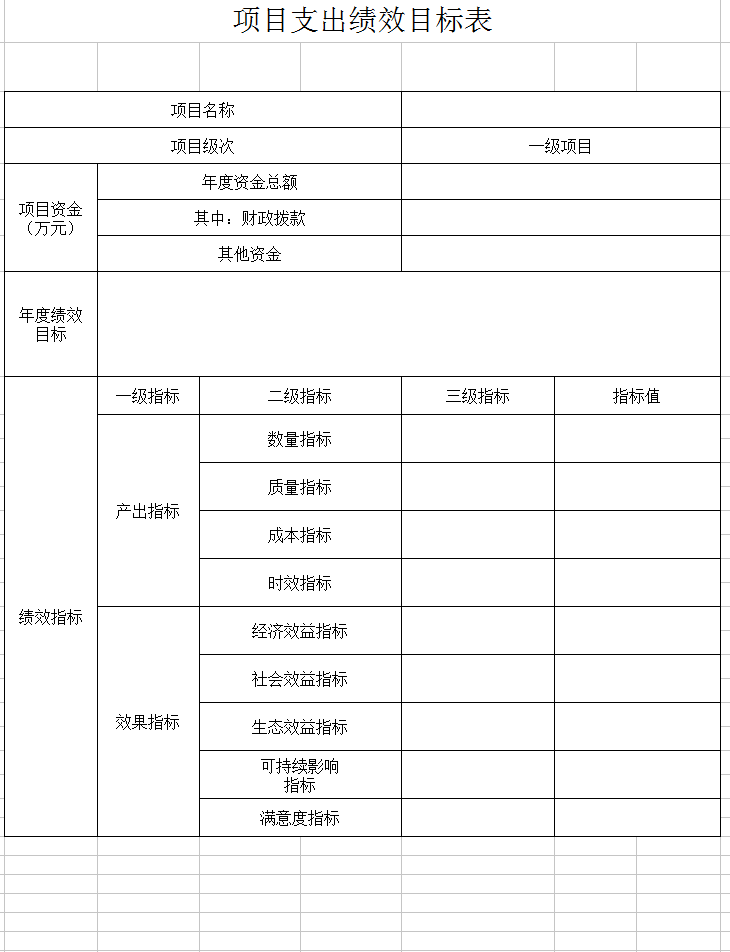 项目支出绩效目标表
项目名称
项目级次
一级项目
项目资金
（万元）
年度资金总额
其中：财政拨款
其他资金
年度绩效
目标
绩效指标
一级指标
二级指标
三级指标
指标值
产出指标
数量指标
质量指标
成本指标
时效指标
效果指标
经济效益指标
社会效益指标
生态效益指标
可持续影响
指标
满意度指标